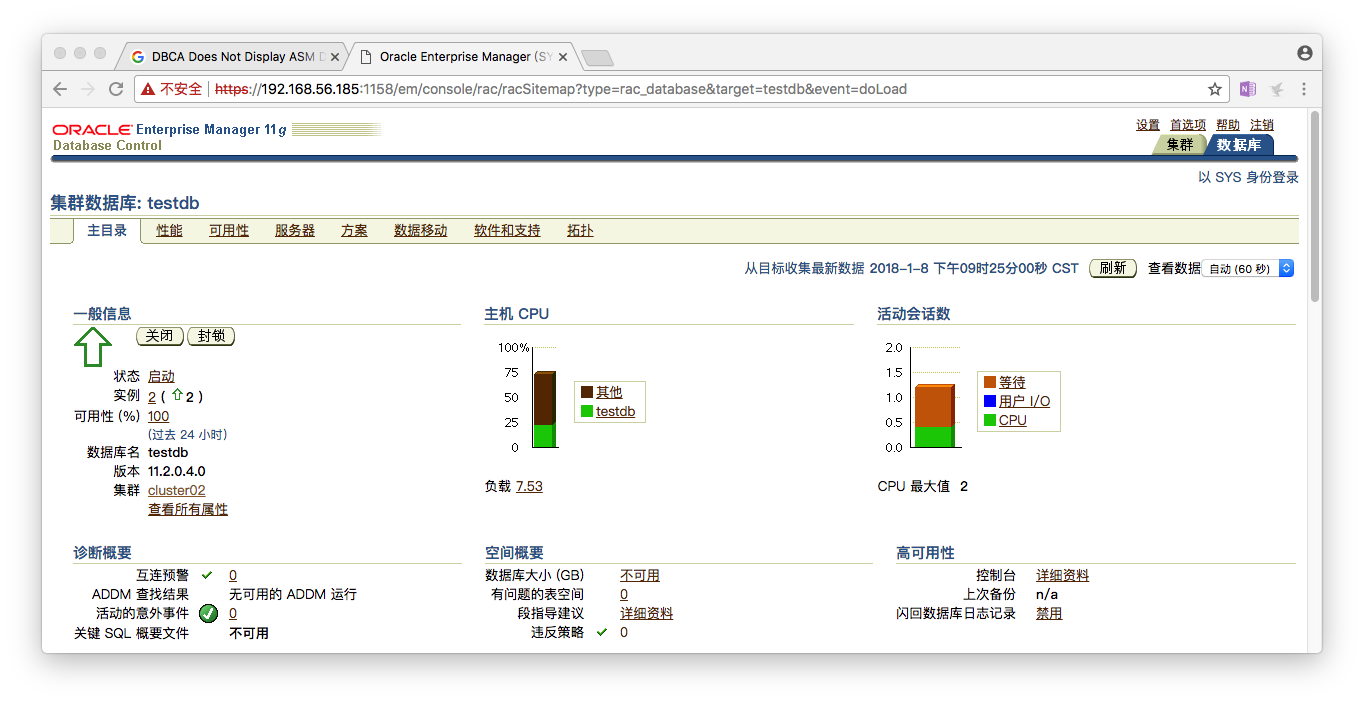 DBCA Does Not Display ASM D
Oracle Enterprise Manager (SY
不安全 https://192.168.56.185:1158/em/console/rac/racSitemap?type=rac_database&target=testdb&event=doLoad
ORACLE Enterprise Manager 11g
Database Control
设置 首选项 帮助 注销
集群 数据库
以 SYS 身份登录
集群数据库: testdb
主目录 性能 可用性 服务器 方案 数据移动 软件和支持 拓扑
从目标收集最新数据 2018-1-8 下午09时25分00秒 CST 刷新 查看数据 自动 (60 秒)
一般信息
关闭 封锁
状态 启动
实例 2 ( 2 )
可用性 (%) 100
(过去 24 小时)
数据库名 testdb
版本 11.2.0.4.0
集群 cluster02
查看所有属性
主机 CPU
100%
75
50
25
0
其他
testdb
负载 7.53
活动会话数
2.0
1.5
1.0
0.5
0.0
等待
用户 I/O
CPU
CPU 最大值 2
诊断概要
互连预警 0
ADDM 查找结果 无可用的 ADDM 运行
活动的意外事件 0
关键 SQL 概要文件 不可用
空间概要
数据库大小 (GB) 不可用
有问题的表空间 0
段指导建议 详细资料
违反策略 0
高可用性
控制台 详细资料
上次备份 n/a
闪回数据库日志记录 禁用